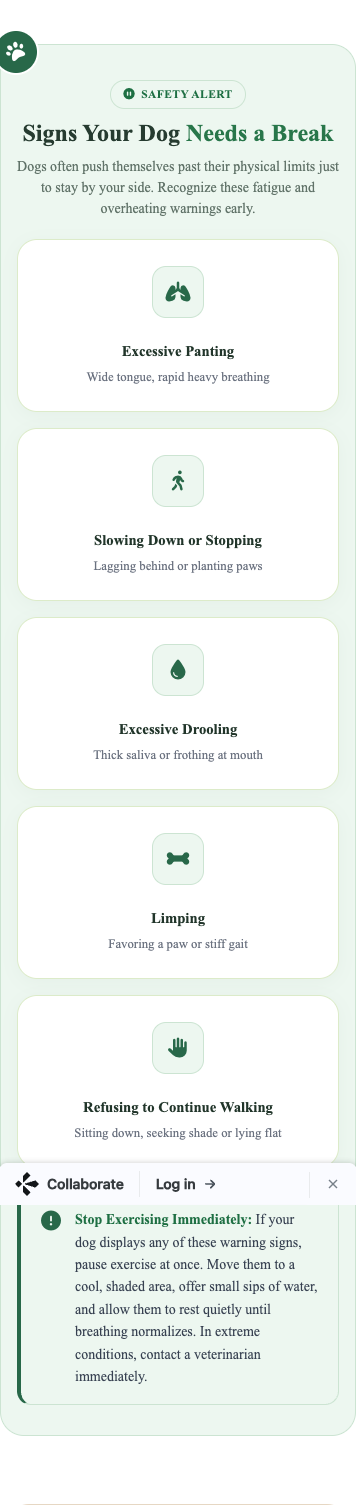 SAFETY ALERT
Signs Your Dog Needs a Break
Dogs often push themselves past their physical limits just
to stay by your side. Recognize these fatigue and
overheating warnings early.
Excessive Panting
Wide tongue, rapid heavy breathing
Slowing Down or Stopping
Lagging behind or planting paws
Excessive Drooling
Thick saliva or frothing at mouth
Limping
Favoring a paw or stiff gait
Refusing to Continue Walking
Sitting down, seeking shade or lying flat
Collaborate Log in →
Stop Exercising Immediately: If your
dog displays any of these warning signs,
pause exercise at once. Move them to a
cool, shaded area, offer small sips of water,
and allow them to rest quietly until
breathing normalizes. In extreme
conditions, contact a veterinarian
immediately.